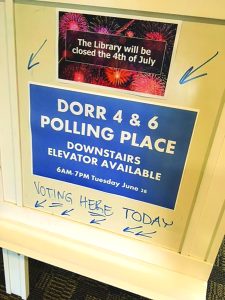 The Library will be
closed the 4th of July
DORR 4 & 6
POLLING PLACE
DOWNSTAIRS
ELEVATOR AVAILABLE
6AM-7PM Tuesday June 28
VOTING HERE TODAY